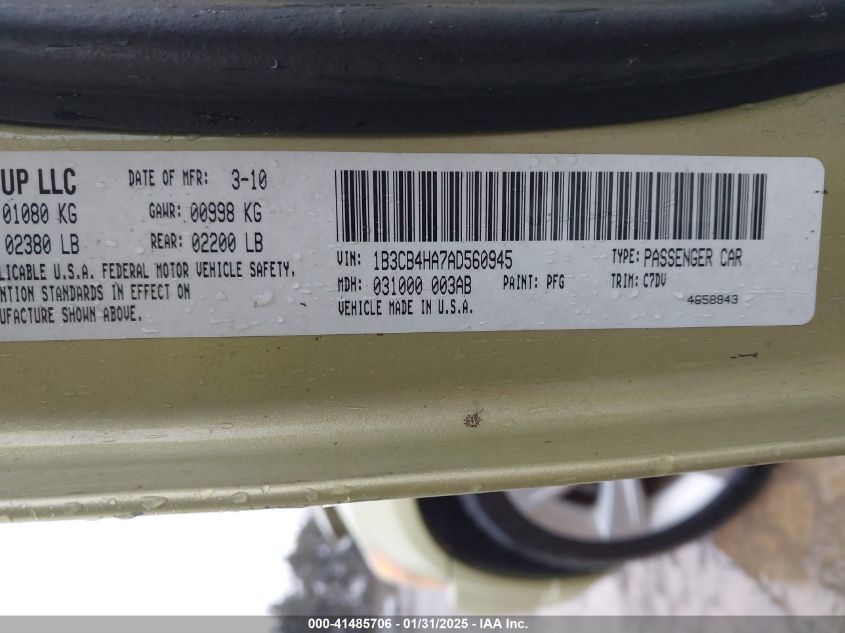 UP LLC DATE OF MFR: 3-10
01080 KG GAWR: 00998 KG
02380 LB REAR: 02200 LB
LICABLE U.S.A. FEDERAL MOTOR VEHICLE SAFETY,
NTION STANDARDS IN EFFECT ON
UFACTURE SHOWN ABOVE.
VIN: 1B3CB4HA7AD560945 TYPE: PASSENGER CAR
MDH: 031000 003AB PAINT: PFG TRIM: C7DV
VEHICLE MADE IN U.S.A. 4658843
000-41485706 - 01/31/2025 - IAA Inc.